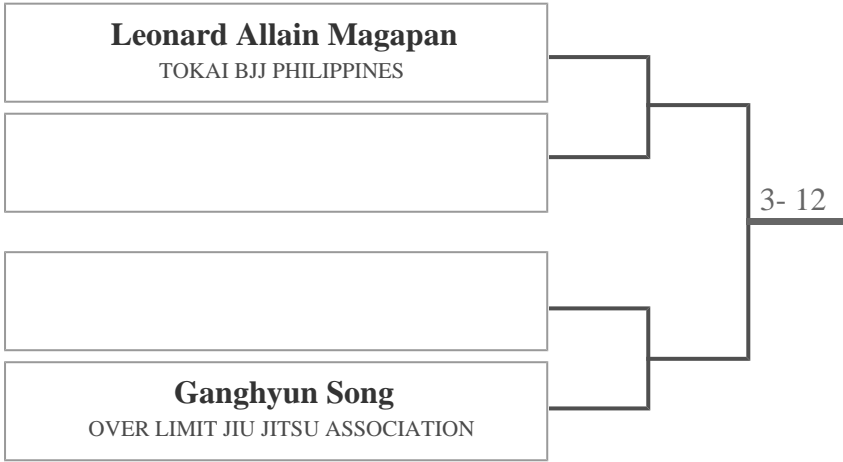 Leonard Allain Magapan
TOKAI BJJ PHILIPPINES
3- 12
Ganghyun Song
OVER LIMIT JIU JITSU ASSOCIATION